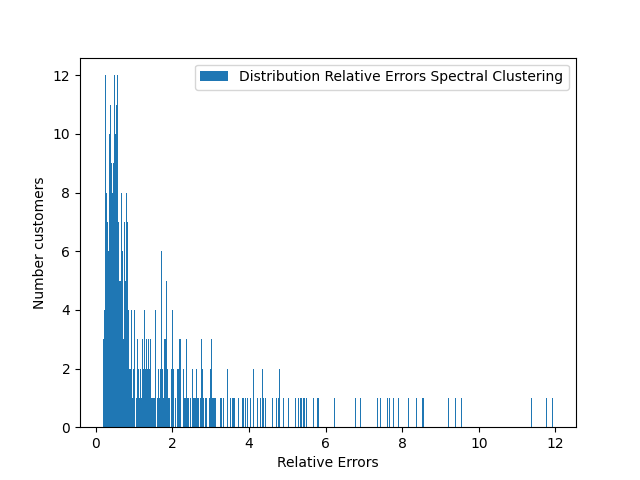 Distribution Relative Errors Spectral Clustering
12
10
8
6
4
2
0
Number customers
0 2 4 6 8 10 12
Relative Errors